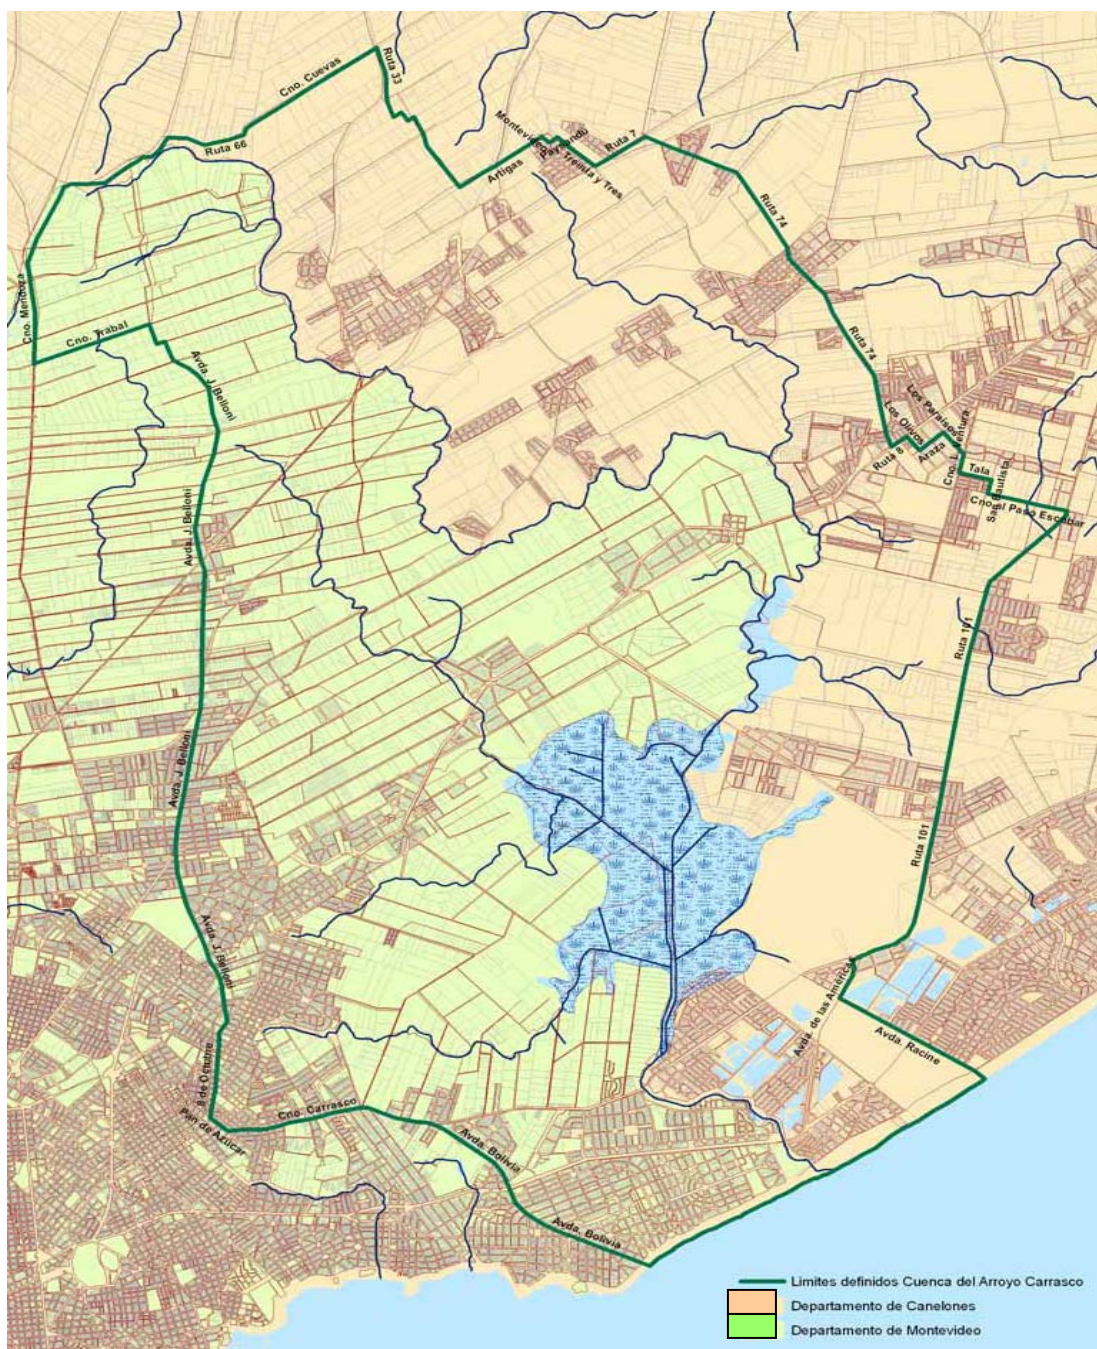 Cno. Cuevas
Ruta 33
Ruta 66
Montevideo
Paysandú
Ruta 7
Artigas
Treinta y Tres
Ruta 74
Cno. Mendoza
Cno. Trabal
Avda. J. Belloni
Ruta 74
Los Paraisos
Los Olivos
Ruta 8
Araza
Tala
San Bautista
Cno. al Paso Escobar
Avda. J. Belloni
Ruta 101
Avda. J. Belloni
Ruta 101
Avda. J. Belloni
Avda. de las Américas
Avda. Racine
8 de Octubre
Pan de Azúcar
Cno. Carrasco
Avda. Bolivia
Avda. Bolivia
Limites definidos Cuenca del Arroyo Carrasco
Departamento de Canelones
Departamento de Montevideo